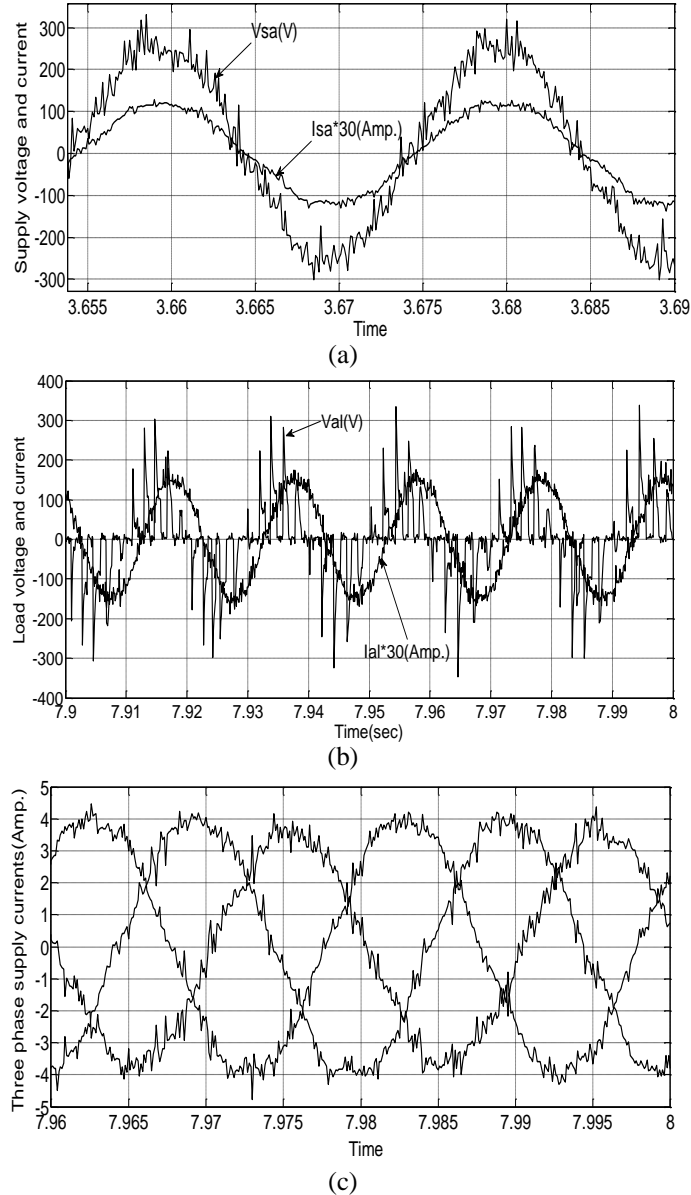 300
200
100
0
-100
-200
-300
Supply voltage and current
Vsa(V)
Isa*30(Amp.)
3.655 3.66 3.665 3.67 3.675 3.68 3.685 3.69
Time
(a)
400
300
200
100
0
-100
-200
-300
-400
Load voltage and current
Val(V)
Ial*30(Amp.)
7.9 7.91 7.92 7.93 7.94 7.95 7.96 7.97 7.98 7.99 8
Time(sec)
(b)
5
4
3
2
1
0
-1
-2
-3
-4
-5
Three phase supply currents(Amp.)
7.96 7.965 7.97 7.975 7.98 7.985 7.99 7.995 8
Time
(c)